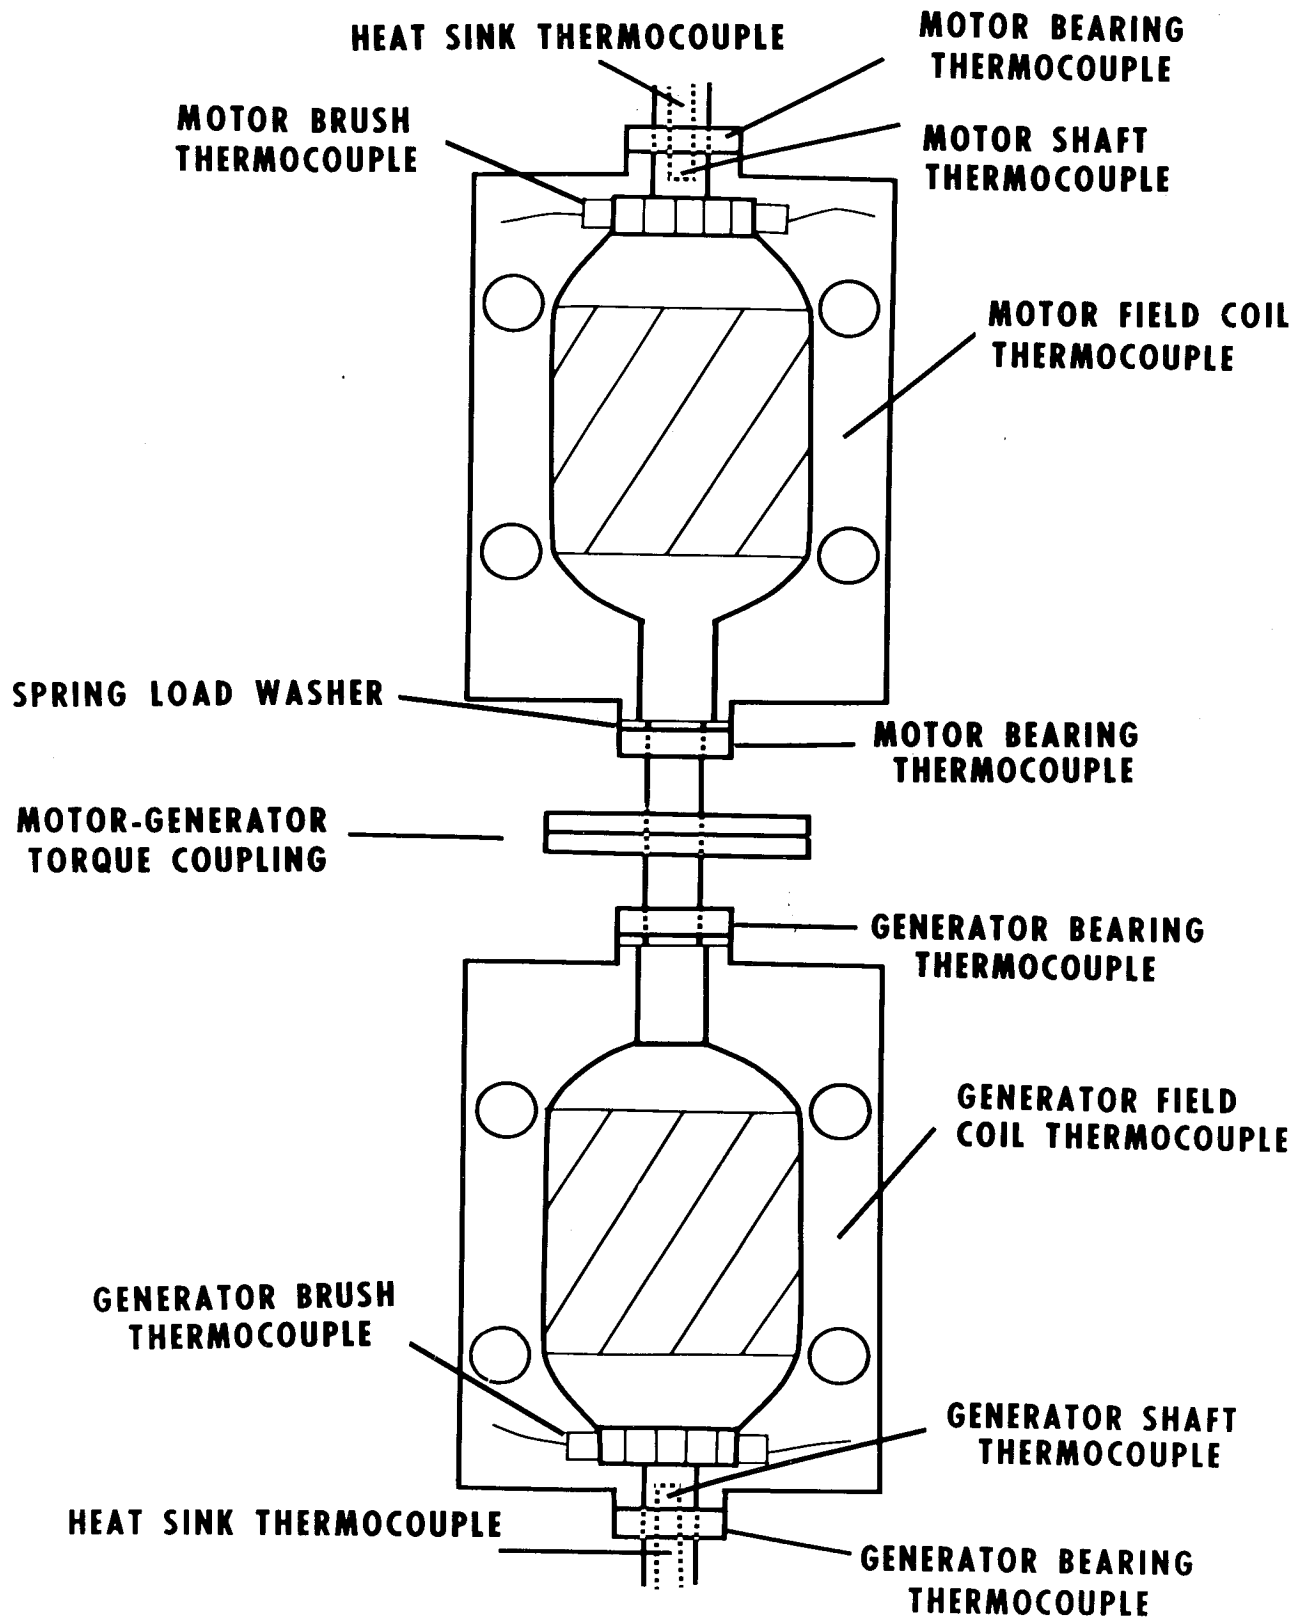 HEAT SINK THERMOCOUPLE
MOTOR BEARING
THERMOCOUPLE
MOTOR BRUSH
THERMOCOUPLE
MOTOR SHAFT
THERMOCOUPLE
MOTOR FIELD COIL
THERMOCOUPLE
SPRING LOAD WASHER
MOTOR BEARING
THERMOCOUPLE
MOTOR-GENERATOR
TORQUE COUPLING
GENERATOR BEARING
THERMOCOUPLE
GENERATOR FIELD
COIL THERMOCOUPLE
GENERATOR BRUSH
THERMOCOUPLE
GENERATOR SHAFT
THERMOCOUPLE
HEAT SINK THERMOCOUPLE
GENERATOR BEARING
THERMOCOUPLE